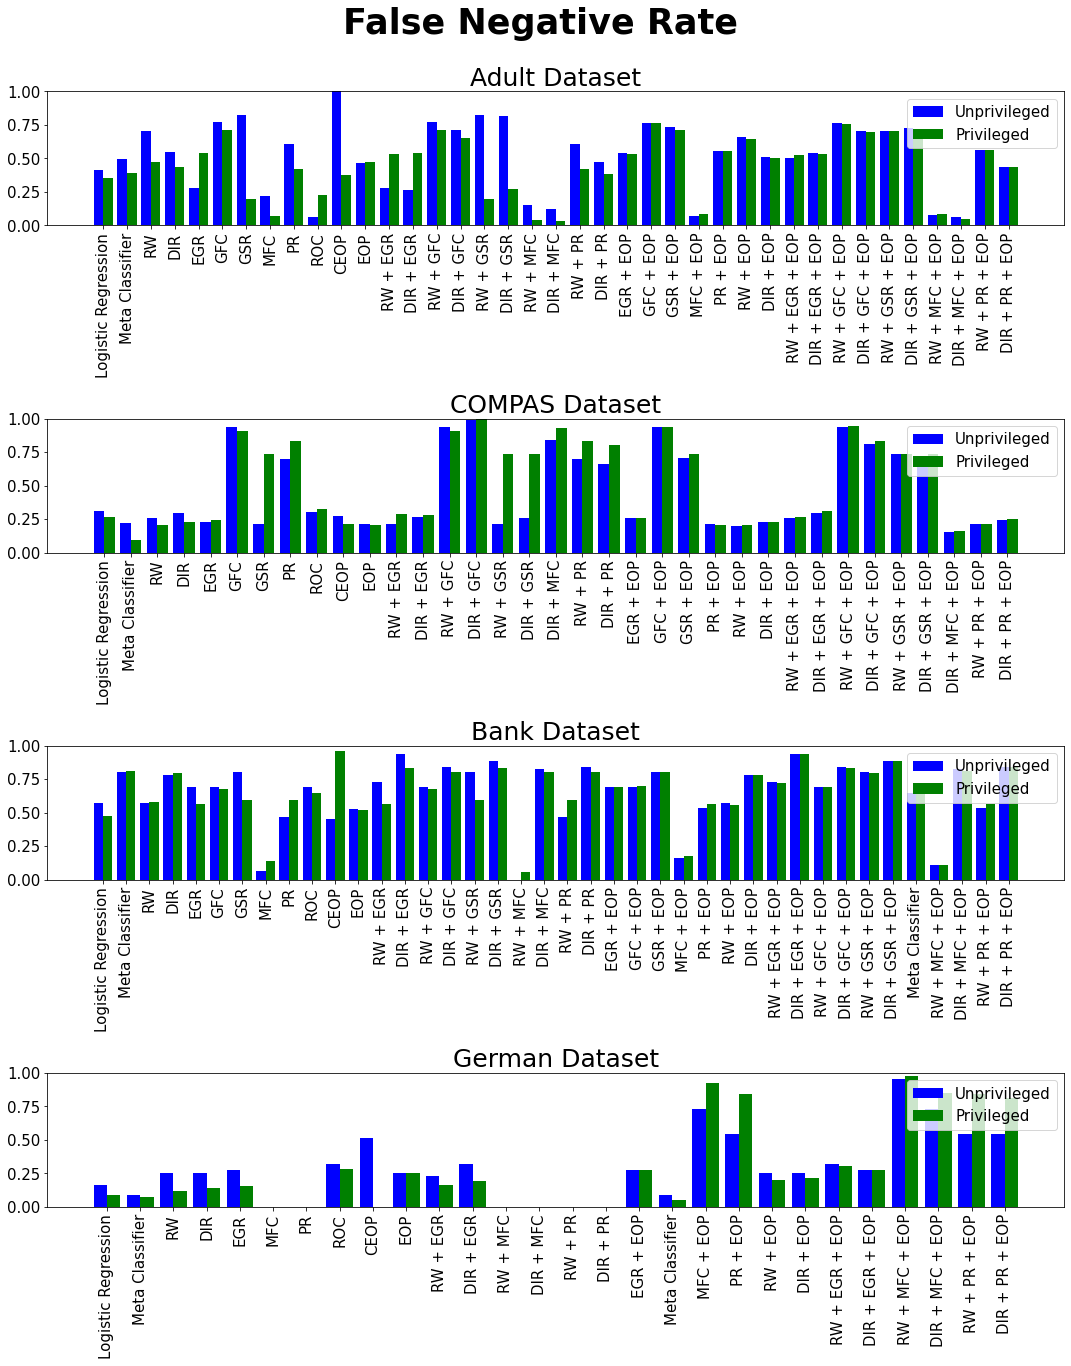 False Negative Rate
Adult Dataset
1.00
0.75
0.50
0.25
0.00
Unprivileged
Privileged
Logistic Regression
Meta Classifier
RW
DIR
EGR
GFC
GSR
MFC
PR
ROC
CEOP
EOP
RW + EGR
DIR + EGR
RW + GFC
DIR + GFC
RW + GSR
DIR + GSR
RW + MFC
DIR + MFC
RW + PR
DIR + PR
EGR + EOP
GFC + EOP
GSR + EOP
MFC + EOP
PR + EOP
RW + EOP
DIR + EOP
RW + EGR + EOP
DIR + EGR + EOP
RW + GFC + EOP
DIR + GFC + EOP
RW + GSR + EOP
DIR + GSR + EOP
RW + MFC + EOP
DIR + MFC + EOP
RW + PR + EOP
DIR + PR + EOP
COMPAS Dataset
1.00
0.75
0.50
0.25
0.00
Unprivileged
Privileged
Logistic Regression
Meta Classifier
RW
DIR
EGR
GFC
GSR
PR
ROC
CEOP
EOP
RW + EGR
DIR + EGR
RW + GFC
DIR + GFC
RW + GSR
DIR + GSR
DIR + MFC
RW + PR
DIR + PR
EGR + EOP
GFC + EOP
GSR + EOP
PR + EOP
RW + EOP
DIR + EOP
RW + EGR + EOP
DIR + EGR + EOP
RW + GFC + EOP
DIR + GFC + EOP
RW + GSR + EOP
DIR + GSR + EOP
DIR + MFC + EOP
RW + PR + EOP
DIR + PR + EOP
Bank Dataset
1.00
0.75
0.50
0.25
0.00
Unprivileged
Privileged
Logistic Regression
Meta Classifier
RW
DIR
EGR
GFC
GSR
MFC
PR
ROC
CEOP
EOP
RW + EGR
DIR + EGR
RW + GFC
DIR + GFC
RW + GSR
DIR + GSR
RW + MFC
DIR + MFC
RW + PR
DIR + PR
EGR + EOP
GFC + EOP
GSR + EOP
MFC + EOP
PR + EOP
RW + EOP
DIR + EOP
RW + EGR + EOP
DIR + EGR + EOP
RW + GFC + EOP
DIR + GFC + EOP
RW + GSR + EOP
DIR + GSR + EOP
Meta Classifier
RW + MFC + EOP
DIR + MFC + EOP
RW + PR + EOP
DIR + PR + EOP
German Dataset
1.00
0.75
0.50
0.25
0.00
Unprivileged
Privileged
Logistic Regression
Meta Classifier
RW
DIR
EGR
MFC
PR
ROC
CEOP
EOP
RW + EGR
DIR + EGR
RW + MFC
DIR + MFC
RW + PR
DIR + PR
EGR + EOP
Meta Classifier
MFC + EOP
PR + EOP
RW + EOP
DIR + EOP
RW + EGR + EOP
DIR + EGR + EOP
RW + MFC + EOP
DIR + MFC + EOP
RW + PR + EOP
DIR + PR + EOP